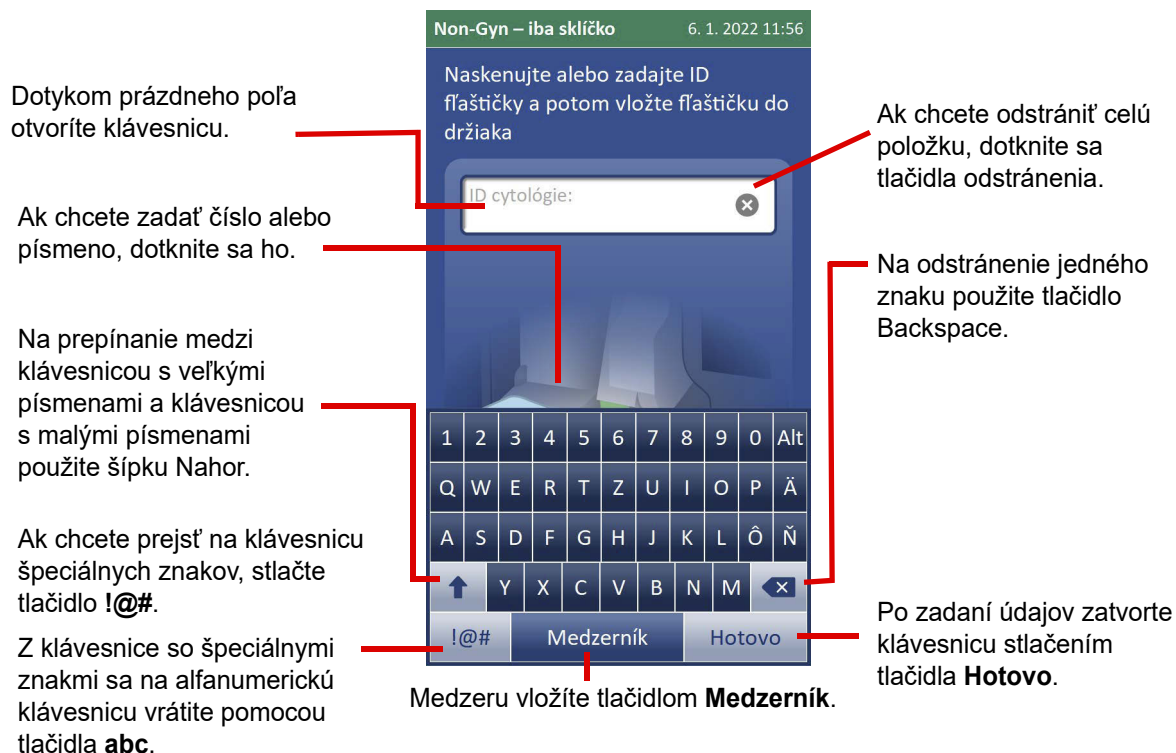 Non-Gyn – iba sklíčko 6. 1. 2022 11:56
Naskenujte alebo zadajte ID
fľaštičky a potom vložte fľaštičku do
držiaka
ID cytológie:
1 2 3 4 5 6 7 8 9 0 Alt
Q W E R T Z U I O P Ä
A S D F G H J K L Ô Ň
Y X C V B N M
!@# Medzerník Hotovo
Dotykom prázdneho poľa
otvoríte klávesnicu.
Ak chcete zadať číslo alebo
písmeno, dotknite sa ho.
Na prepínanie medzi
klávesnicou s veľkými
písmenami a klávesnicou
s malými písmenami
použite šípku Nahor.
Ak chcete prejsť na klávesnicu
špeciálnych znakov, stlačte
tlačidlo !@#.
Z klávesnice so špeciálnymi
znakmi sa na alfanumerickú
klávesnicu vrátite pomocou
tlačidla abc.
Ak chcete odstrániť celú
položku, dotknite sa
tlačidla odstránenia.
Na odstránenie jedného
znaku použite tlačidlo
Backspace.
Po zadaní údajov zatvorte
klávesnicu stlačením
tlačidla Hotovo.
Medzeru vložíte tlačidlom Medzerník.